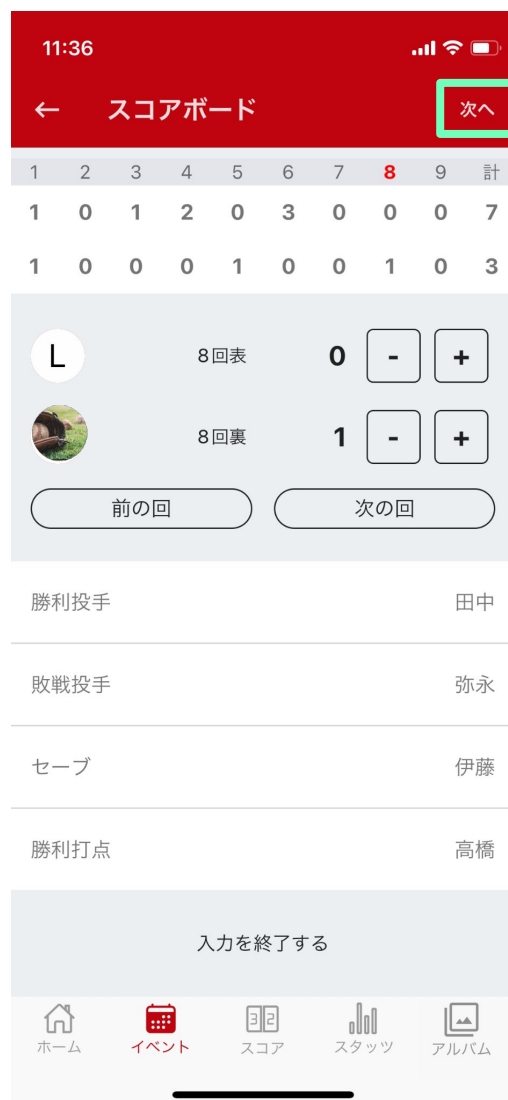 11:36
スコアボード
次へ
1 2 3 4 5 6 7 8 9 計
1 0 1 2 0 3 0 0 0 7
1 0 0 0 1 0 0 1 0 3
L 8回表 0 - +
8回裏 1 - +
前の回 次の回
勝利投手 田中
敗戦投手 弥永
セーブ 伊藤
勝利打点 高橋
入力を終了する
ホーム イベント スコア スタッツ アルバム